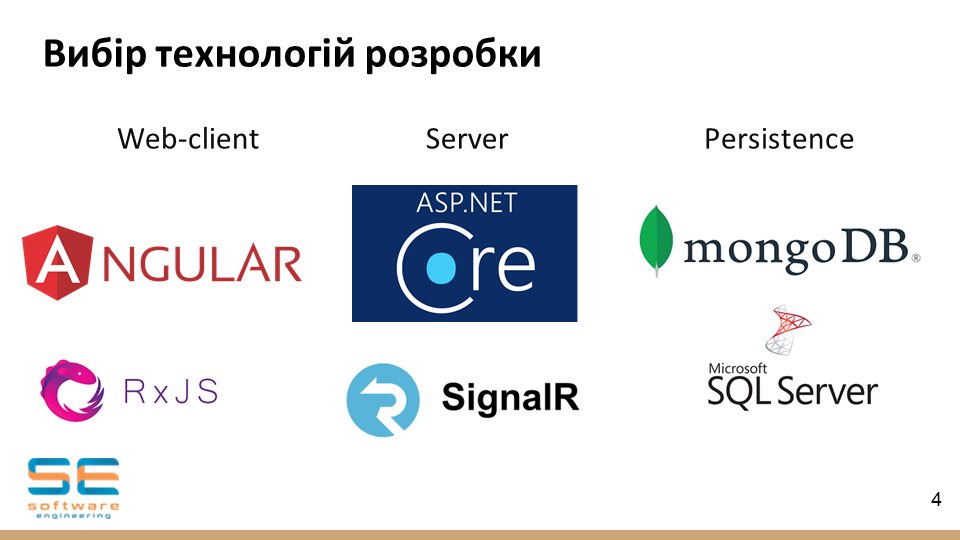 Вибір технологій розробки
Web-client
Server
Persistence
ANGULAR
ASP.NET
Core
mongoDB®
RxJS
SignalR
Microsoft
SQL Server
SE
software
engineering
4